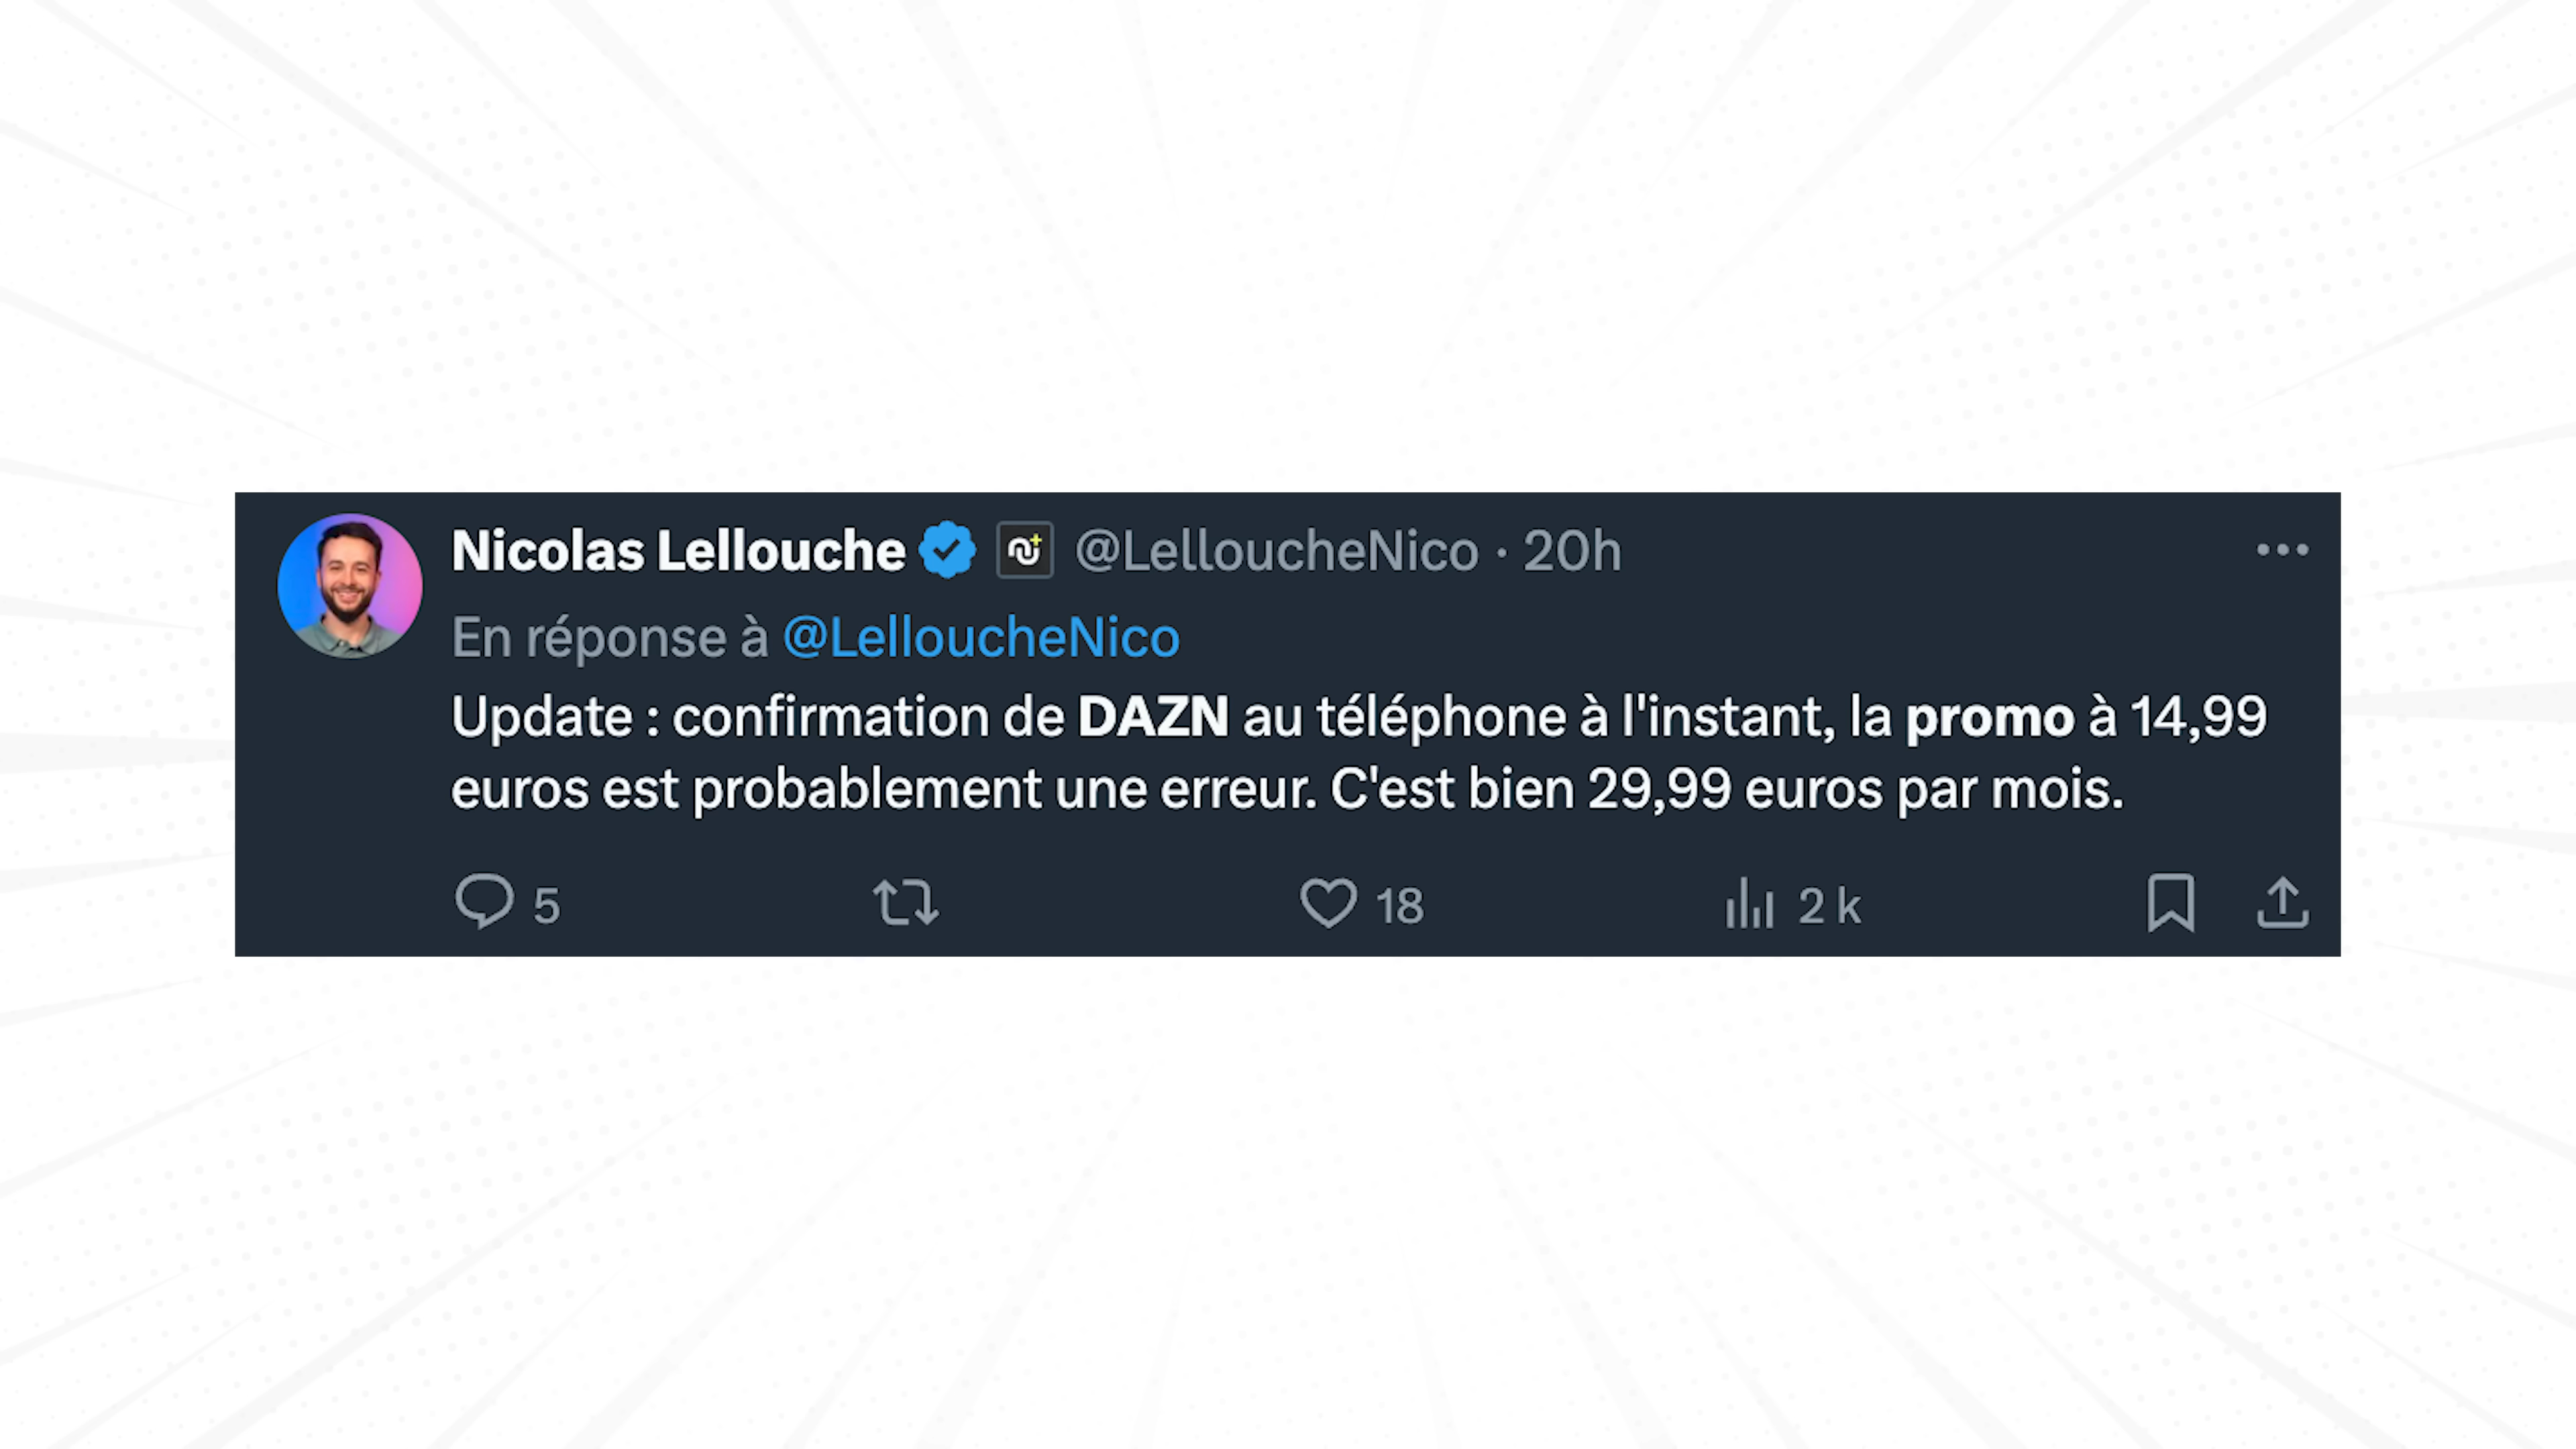 Nicolas Lellouche @LelloucheNico · 20h
En réponse à @LelloucheNico
Update : confirmation de DAZN au téléphone à l'instant, la promo à 14,99
euros est probablement une erreur. C'est bien 29,99 euros par mois.
5 18 2 k